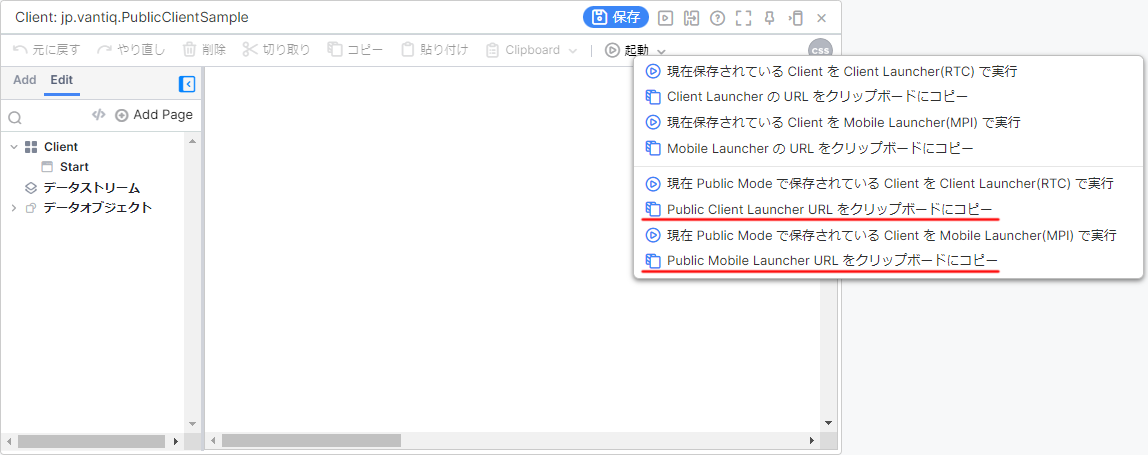 Client: jp.vantiq.PublicClientSample
保存
元に戻す やり直し 削除 切り取り コピー 貼り付け Clipboard 起動
css
Add Edit
Add Page
Client
Start
データストリーム
データオブジェクト
現在保存されている Client を Client Launcher(RTC) で実行
Client Launcher の URL をクリップボードにコピー
現在保存されている Client を Mobile Launcher(MPI) で実行
Mobile Launcher の URL をクリップボードにコピー
現在 Public Mode で保存されている Client を Client Launcher(RTC) で実行
Public Client Launcher URL をクリップボードにコピー
現在 Public Mode で保存されている Client を Mobile Launcher(MPI) で実行
Public Mobile Launcher URL をクリップボードにコピー